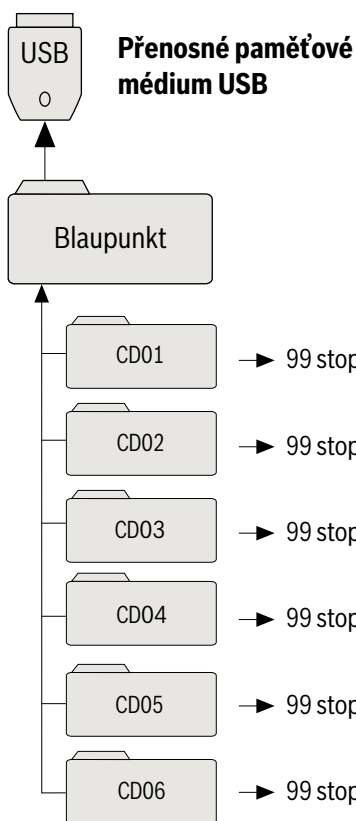 USB
Přenosné paměťové
médium USB
Blaupunkt
CD01
99 stop
CD02
99 stop
CD03
99 stop
CD04
99 stop
CD05
99 stop
CD06
99 stop